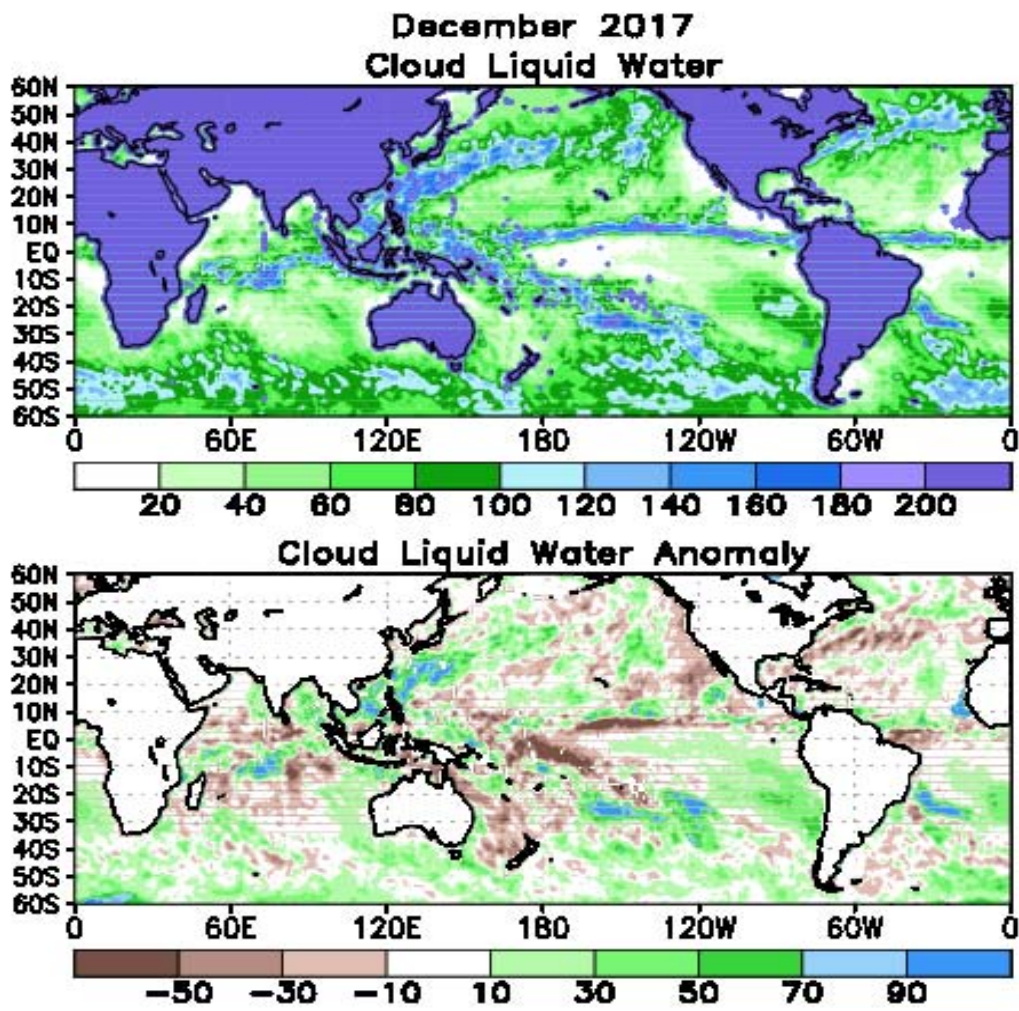 December 2017
Cloud Liquid Water
60N
50N
40N
30N
20N
10N
EQ
10S
20S
30S
40S
50S
60S
0 60E 120E 180 120W 60W 0
20 40 60 80 100 120 140 160 180 200
Cloud Liquid Water Anomaly
60N
50N
40N
30N
20N
10N
EQ
10S
20S
30S
40S
50S
60S
0 60E 120E 180 120W 60W 0
-50 -30 -10 10 30 50 70 90